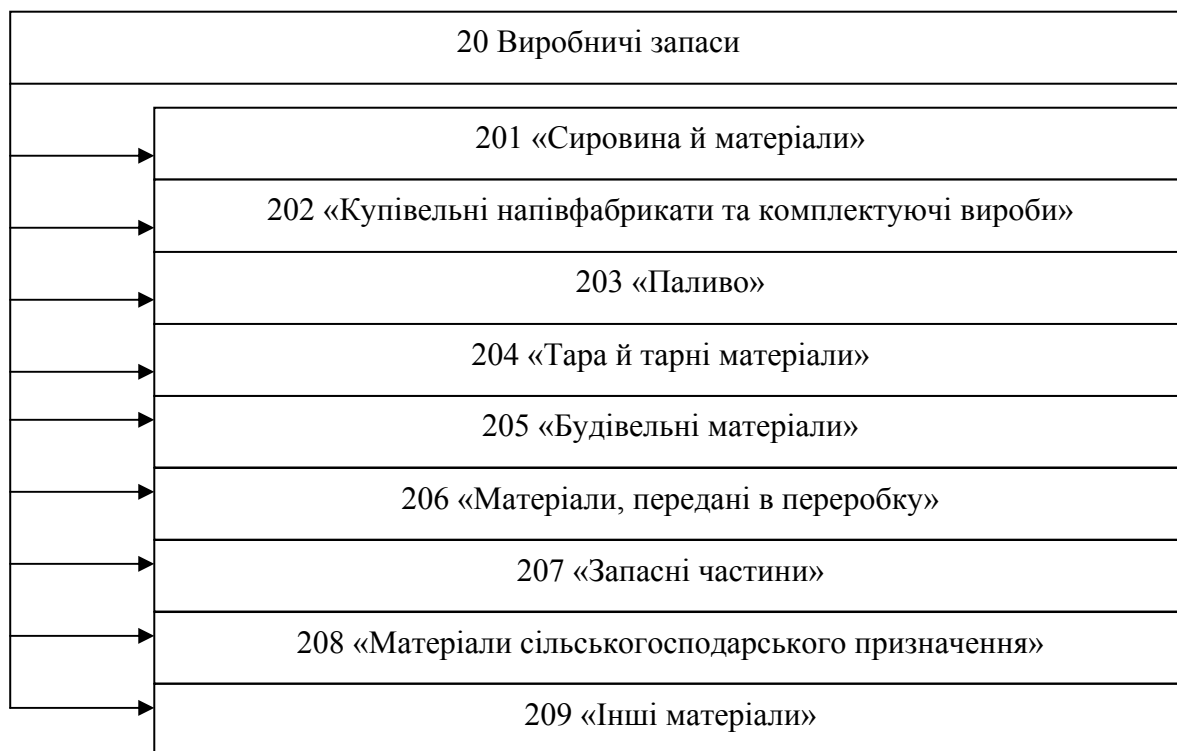 20 Виробничі запаси
201 «Сировина й матеріали»
202 «Купівельні напівфабрикати та комплектуючі вироби»
203 «Паливо»
204 «Тара й тарні матеріали»
205 «Будівельні матеріали»
206 «Матеріали, передані в переробку»
207 «Запасні частини»
208 «Матеріали сільськогосподарського призначення»
209 «Інші матеріали»